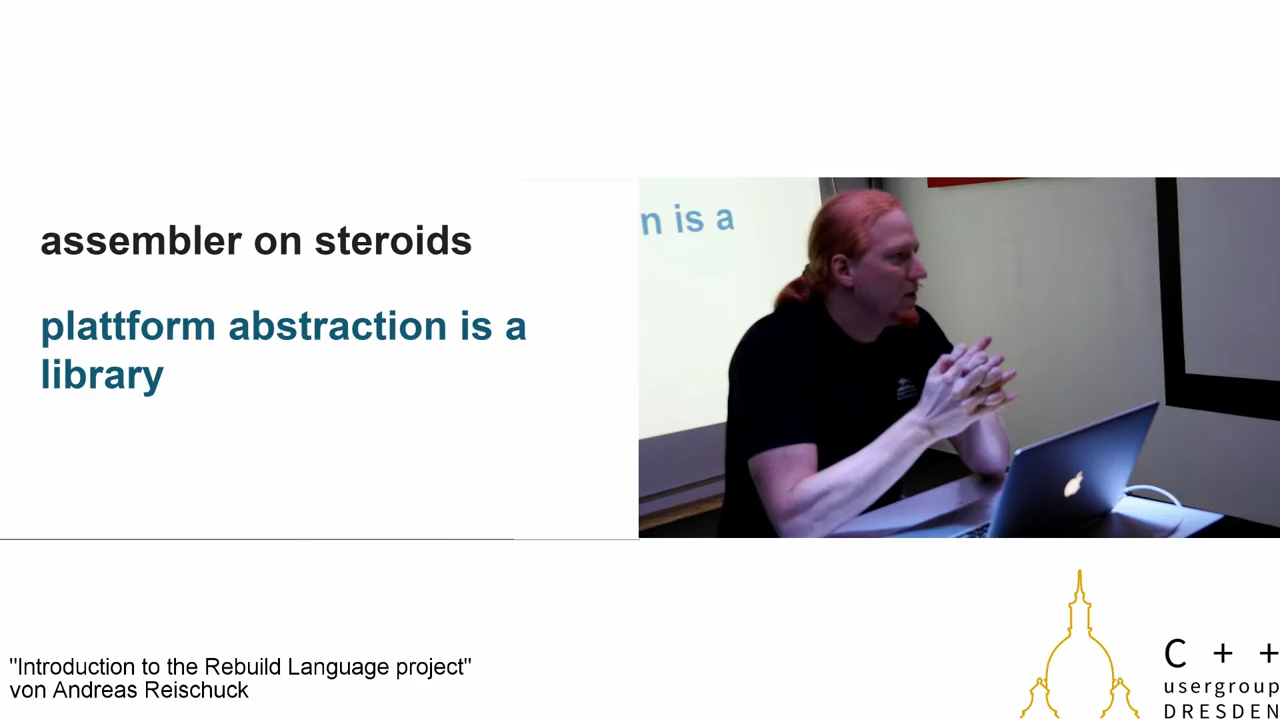 assembler on steroids
plattform abstraction is a
library
n is a
"Introduction to the Rebuild Language project"
von Andreas Reischuck
C + +
usergroup
DRESDEN